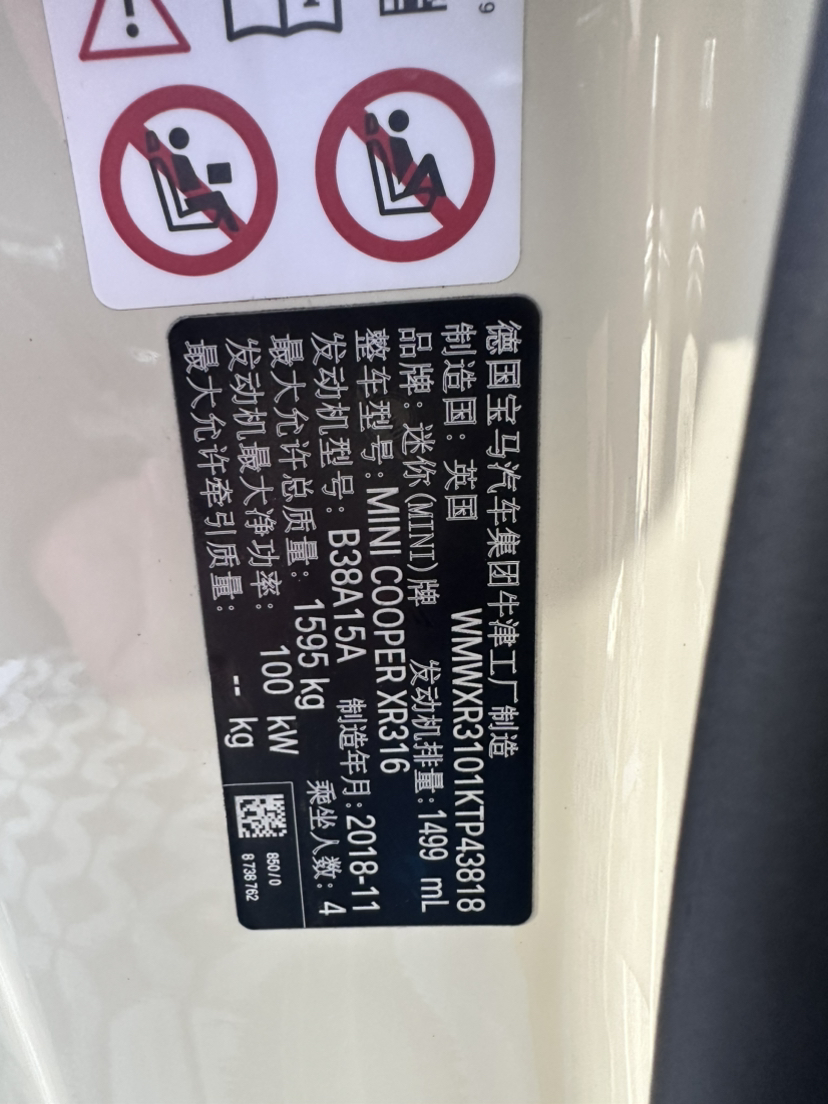 德国宝马汽车集团牛津工厂制造
制造国：英国 WMWXR3101KTP43818
品牌：迷你(MINI)牌 发动机排量：1499 mL
整车型号：MINI COOPER XR316
发动机型号：B38A15A 制造年月：2018-11
最大允许总质量：1595 kg 乘坐人数：4
发动机最大净功率：100 kW
最大允许牵引质量：-- kg
850/0
8 738 762